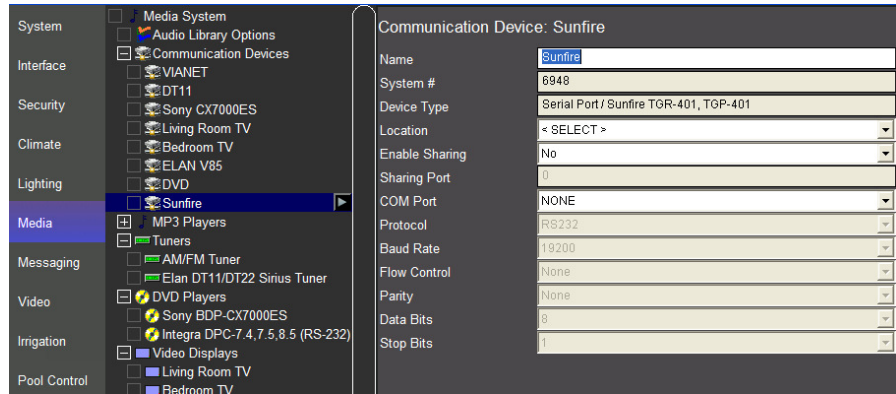 System
Interface
Security
Climate
Lighting
Media
Messaging
Video
Irrigation
Pool Control
Media System
Audio Library Options
Communication Devices
VIANET
DT11
Sony CX7000ES
Living Room TV
Bedroom TV
ELAN V85
DVD
Sunfire
MP3 Players
Tuners
AM/FM Tuner
Elan DT11/DT22 Sirius Tuner
DVD Players
Sony BDP-CX7000ES
Integra DPC-7.4,7.5,8.5 (RS-232)
Video Displays
Living Room TV
Bedroom TV
Communication Device: Sunfire
Name Sunfire
System # 6948
Device Type Serial Port / Sunfire TGR-401, TGP-401
Location < SELECT >
Enable Sharing No
Sharing Port 0
COM Port NONE
Protocol RS232
Baud Rate 19200
Flow Control None
Parity None
Data Bits 8
Stop Bits 1